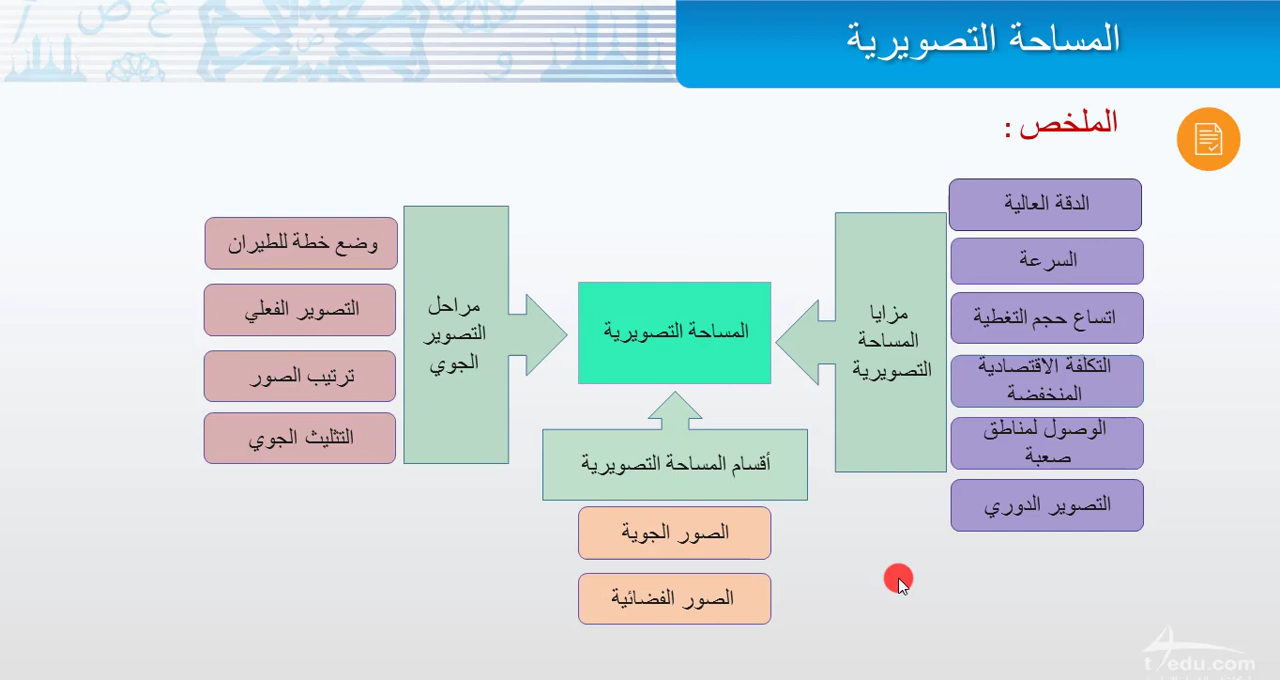 المساحة التصويرية
الملخص :
الدقة العالية
السرعة
اتساع حجم التغطية
التكلفة الاقتصادية
المنخفضة
الوصول لمناطق
صعبة
التصوير الدوري
مزايا
المساحة
التصويرية
المساحة التصويرية
أقسام المساحة التصويرية
الصور الجوية
الصور الفضائية
مراحل
التصوير
الجوي
وضع خطة للطيران
التصوير الفعلي
ترتيب الصور
التثليث الجوي